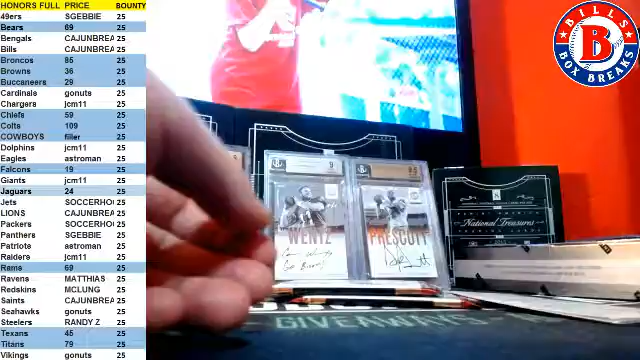 HONORS FULL PRICE BOUNTY
49ers SGEBBIE 25
Bears 69 25
Bengals CAJUNBREA 25
Bills CAJUNBREA 25
Broncos 85 25
Browns 36 25
Buccaneers 29 25
Cardinals gonuts 25
Chargers jcm11 25
Chiefs 59 25
Colts 109 25
COWBOYS filler 25
Dolphins jcm11 25
Eagles astroman 25
Falcons 19 25
Giants jcm11 25
Jaguars 24 25
Jets SOCCERHO 25
LIONS CAJUNBREA 25
Packers SOCCERHO 25
Panthers SGEBBIE 25
Patriots astroman 25
Raiders jcm11 25
Rams 69 25
Ravens MATTHIAS 25
Redskins MCLUNG 25
Saints CAJUNBREA 25
Seahawks gonuts 25
Steelers RANDY Z 25
Texans 45 25
Titans 79 25
Vikings gonuts 25
BILLS
B
BOX BREAKS
9
WENTZ
9.5
PRESCOTT
National Treasures
GIVEAWAYS